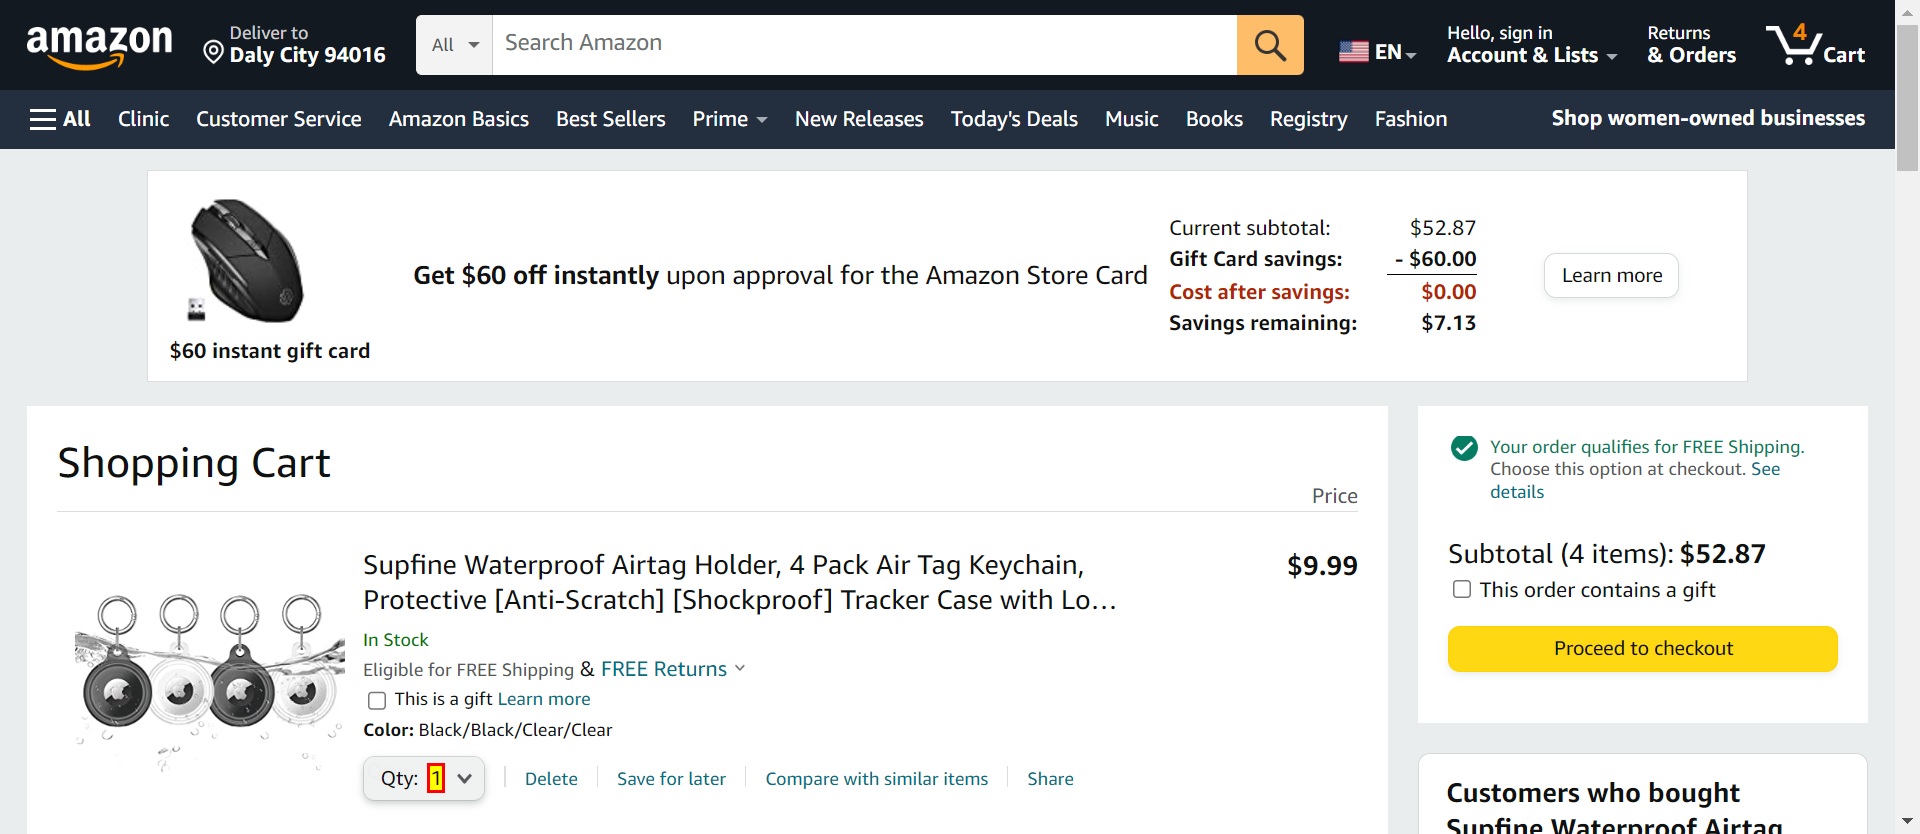 amazon
Deliver to
Daly City 94016
All
Search Amazon
EN
Hello, sign in
Account & Lists
Returns
& Orders
4
Cart
All
Clinic
Customer Service
Amazon Basics
Best Sellers
Prime
New Releases
Today's Deals
Music
Books
Registry
Fashion
Shop women-owned businesses
$60 instant gift card
Get $60 off instantly upon approval for the Amazon Store Card
Current subtotal: $52.87
Gift Card savings: - $60.00
Cost after savings: $0.00
Savings remaining: $7.13
Learn more
Shopping Cart
Price
Supfine Waterproof Airtag Holder, 4 Pack Air Tag Keychain,
Protective [Anti-Scratch] [Shockproof] Tracker Case with Lo…
$9.99
In Stock
Eligible for FREE Shipping & FREE Returns
This is a gift Learn more
Color: Black/Black/Clear/Clear
Qty: 1
Delete
Save for later
Compare with similar items
Share
Your order qualifies for FREE Shipping.
Choose this option at checkout. See
details
Subtotal (4 items): $52.87
This order contains a gift
Proceed to checkout
Customers who bought
Supfine Waterproof Airtag